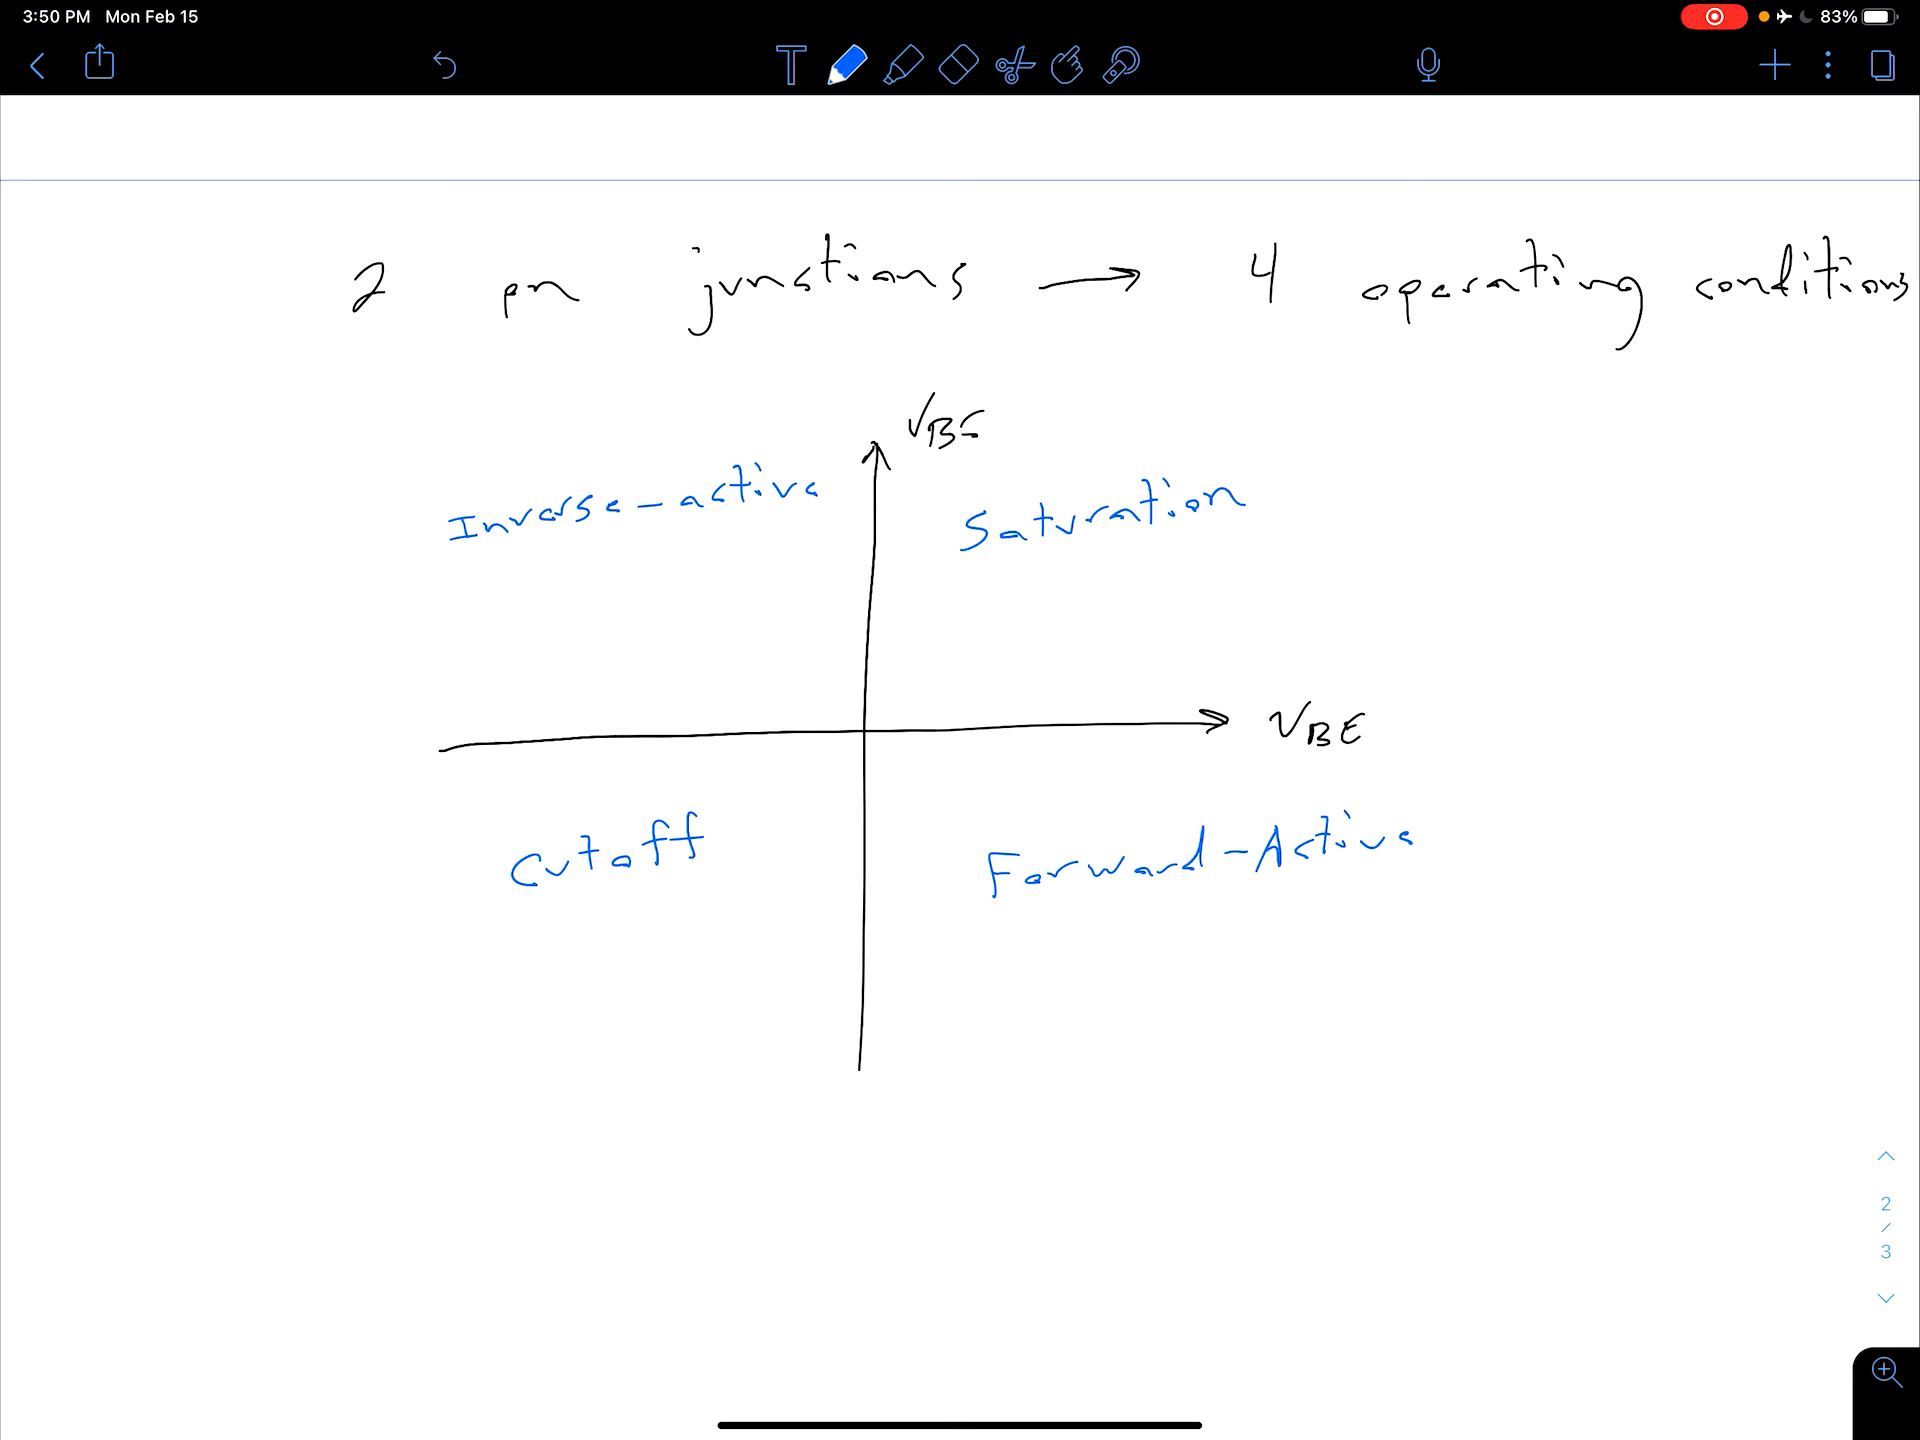 3:50 PM Mon Feb 15
83%
T
2 pn junctions → 4 operating conditions
VBE
Inverse-active
Saturation
VBE
Cutoff
Forward-Active
2
/
3